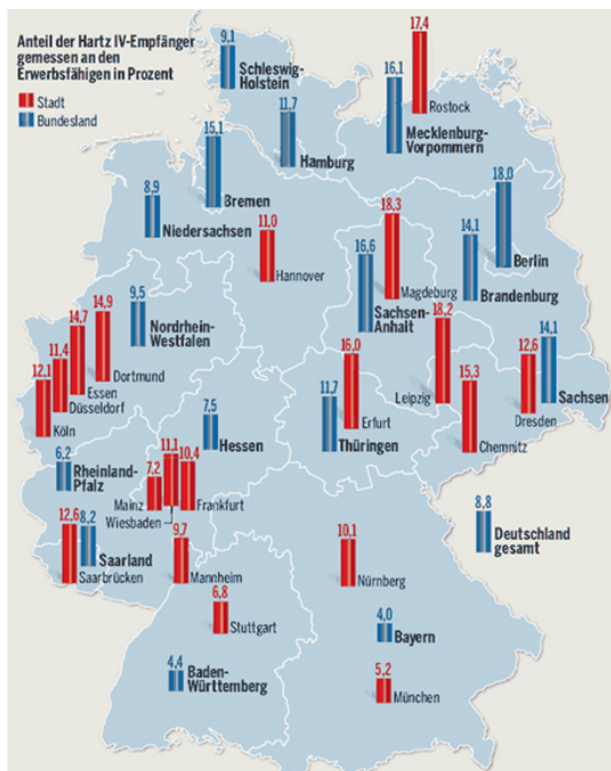 Anteil der Hartz IV-Empfänger
gemessen an den
Erwerbsfähigen in Prozent
Stadt
Bundesland
9,1
Schleswig-
Holstein
17,4
Rostock
16,1
Mecklenburg-
Vorpommern
11,7
Hamburg
15,1
Bremen
8,9
Niedersachsen
11,0
Hannover
18,0
Berlin
14,1
Brandenburg
18,3
Magdeburg
16,6
Sachsen-
Anhalt
9,5
Nordrhein-
Westfalen
14,9
Dortmund
14,7
Essen
11,4
Düsseldorf
12,1
Köln
18,2
Leipzig
15,3
Chemnitz
12,6
Dresden
14,1
Sachsen
16,0
Erfurt
11,7
Thüringen
7,5
Hessen
6,2
Rheinland-
Pfalz
7,2
Mainz
11,1
Wiesbaden
10,4
Frankfurt
12,6
Saarbrücken
8,2
Saarland
9,7
Mannheim
6,8
Stuttgart
4,4
Baden-
Württemberg
10,1
Nürnberg
4,0
Bayern
5,2
München
8,8
Deutschland
gesamt